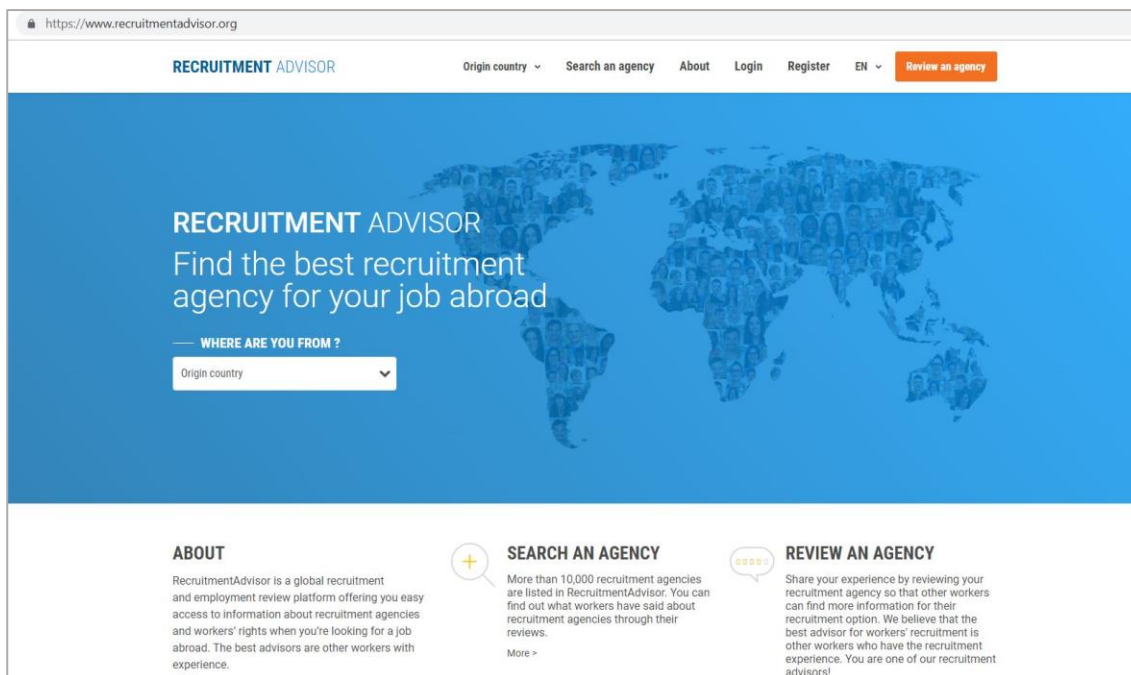 https://www.recruitmentadvisor.org
RECRUITMENT ADVISOR
Origin country
Search an agency
About
Login
Register
EN
Review an agency
RECRUITMENT ADVISOR
Find the best recruitment
agency for your job abroad
WHERE ARE YOU FROM ?
Origin country
ABOUT
RecruitmentAdvisor is a global recruitment
and employment review platform offering you easy
access to information about recruitment agencies
and workers' rights when you're looking for a job
abroad. The best advisors are other workers with
experience.
SEARCH AN AGENCY
More than 10,000 recruitment agencies
are listed in RecruitmentAdvisor. You can
find out what workers have said about
recruitment agencies through their
reviews.
More >
REVIEW AN AGENCY
Share your experience by reviewing your
recruitment agency so that other workers
can find more information for their
recruitment option. We believe that the
best advisor for workers' recruitment is
other workers who have the recruitment
experience. You are one of our recruitment
advisors!